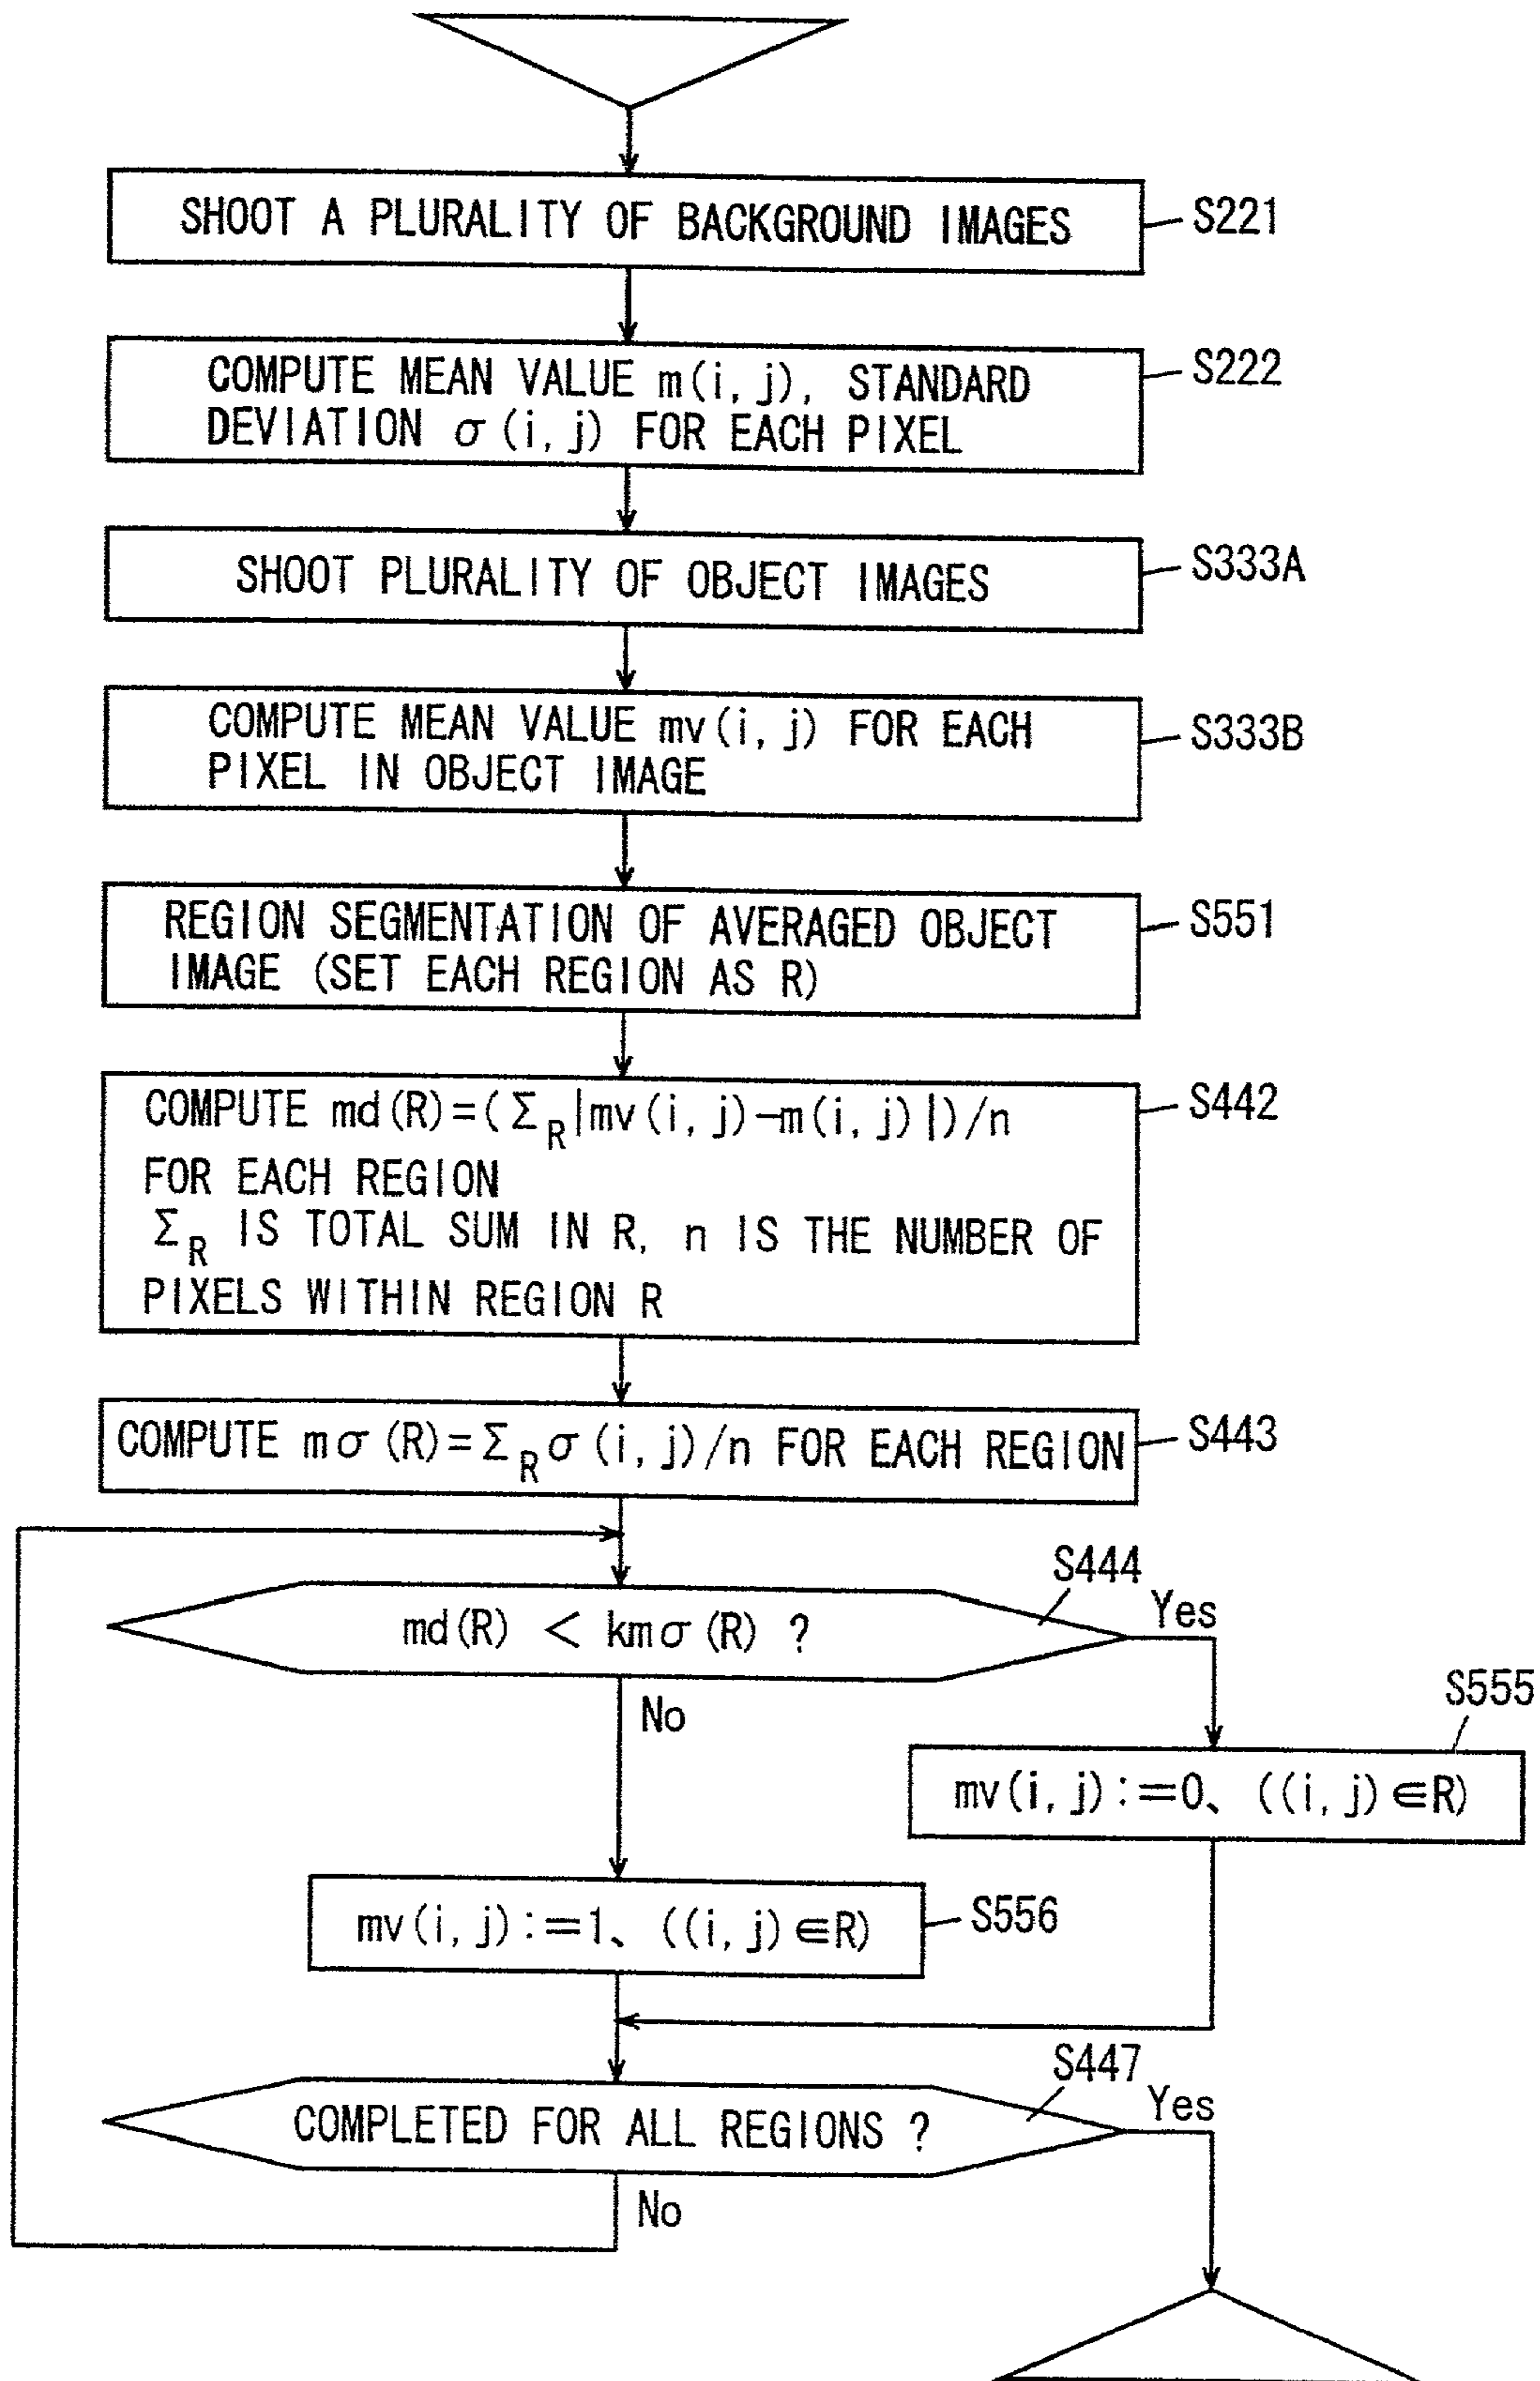 SHOOT A PLURALITY OF BACKGROUND IMAGES
S221
COMPUTE MEAN VALUE m(i, j), STANDARD
DEVIATION σ(i, j) FOR EACH PIXEL
S222
SHOOT PLURALITY OF OBJECT IMAGES
S333A
COMPUTE MEAN VALUE mv(i, j) FOR EACH
PIXEL IN OBJECT IMAGE
S333B
REGION SEGMENTATION OF AVERAGED OBJECT
IMAGE (SET EACH REGION AS R)
S551
COMPUTE md(R)=(Σ_R|mv(i, j)-m(i, j)|)/n
FOR EACH REGION
Σ_R IS TOTAL SUM IN R, n IS THE NUMBER OF
PIXELS WITHIN REGION R
S442
COMPUTE mσ(R)=Σ_Rσ(i, j)/n FOR EACH REGION
S443
S444
md(R) < kmσ(R) ?
Yes
No
S555
mv(i, j):=0、((i, j)∈R)
mv(i, j):=1、((i, j)∈R)
S556
S447
COMPLETED FOR ALL REGIONS ?
Yes
No